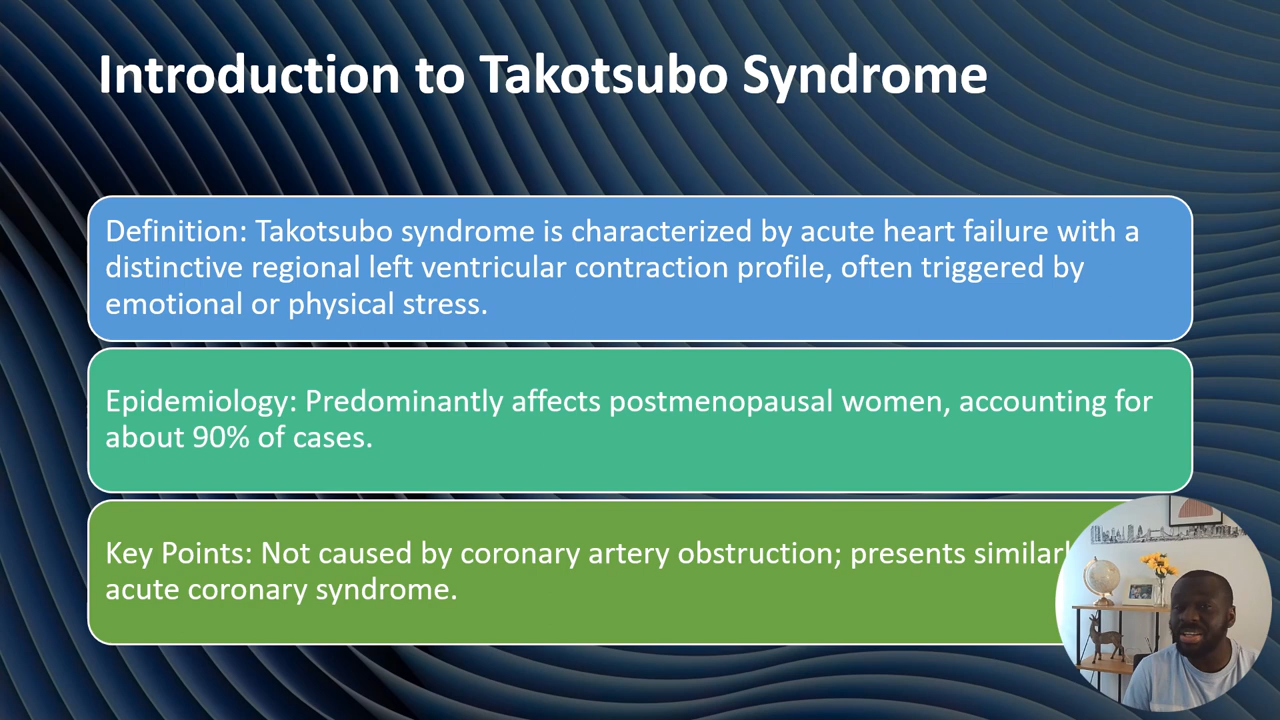 Introduction to Takotsubo Syndrome
Definition: Takotsubo syndrome is characterized by acute heart failure with a
distinctive regional left ventricular contraction profile, often triggered by
emotional or physical stress.
Epidemiology: Predominantly affects postmenopausal women, accounting for
about 90% of cases.
Key Points: Not caused by coronary artery obstruction; presents
acute coronary syndrome.